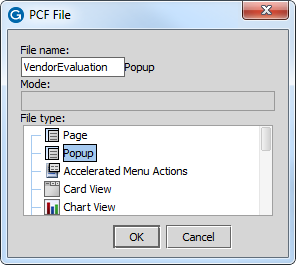 PCF File
File name:
VendorEvaluation Popup
Mode:
File type:
Page
Popup
Accelerated Menu Actions
Card View
Chart View
OK Cancel